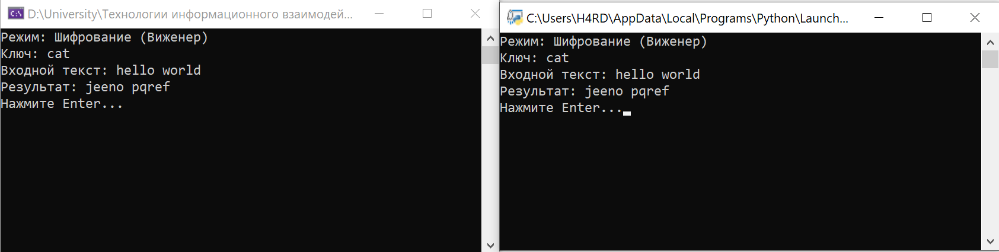 D:\University\Технологии информационного взаимодей...
Режим: Шифрование (Виженер)
Ключ: cat
Входной текст: hello world
Результат: jeeno pqref
Нажмите Enter...
C:\Users\H4RD\AppData\Local\Programs\Python\Launch...
Режим: Шифрование (Виженер)
Ключ: cat
Входной текст: hello world
Результат: jeeno pqref
Нажмите Enter...